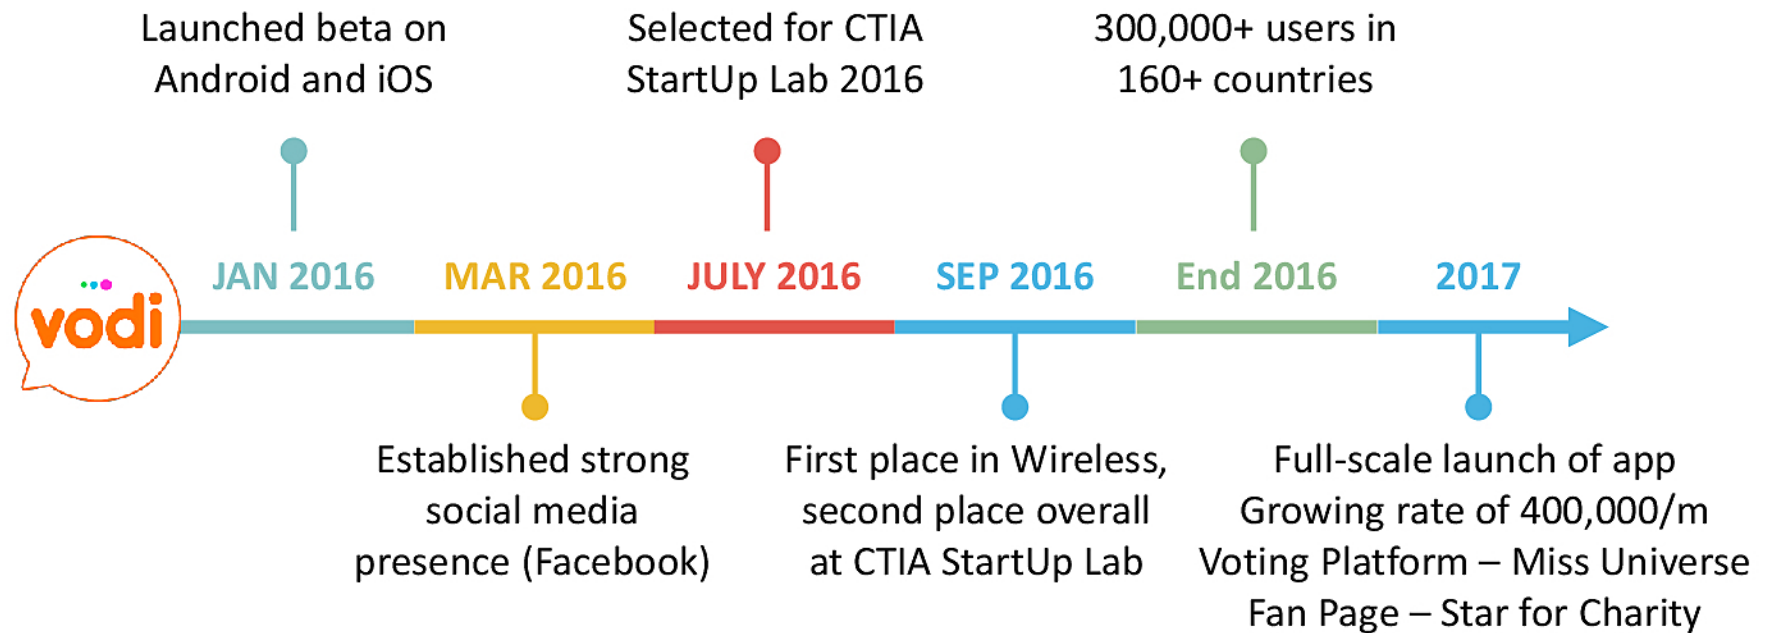 Launched beta on
Android and iOS
Selected for CTIA
StartUp Lab 2016
300,000+ users in
160+ countries
vodi
JAN 2016
MAR 2016
JULY 2016
SEP 2016
End 2016
2017
Established strong
social media
presence (Facebook)
First place in Wireless,
second place overall
at CTIA StartUp Lab
Full-scale launch of app
Growing rate of 400,000/m
Voting Platform – Miss Universe
Fan Page – Star for Charity